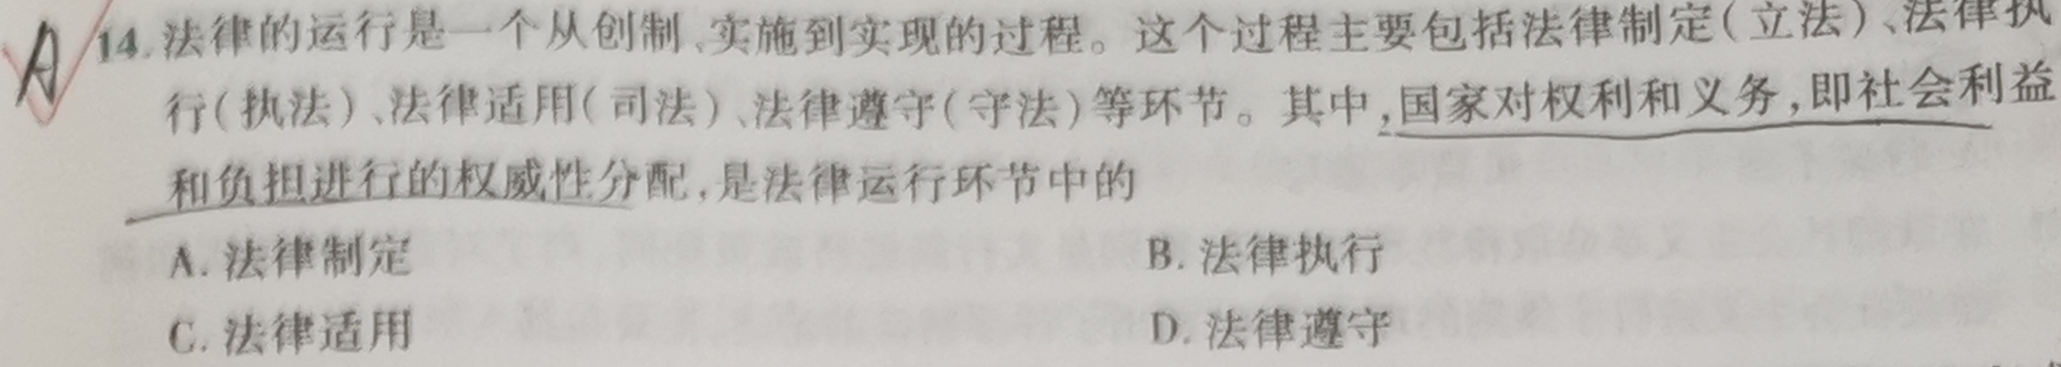 A 14. 法律的运行是一个从创制、实施到实现的过程。这个过程主要包括法律制定(立法)、法律执
行(执法)、法律适用(司法)、法律遵守(守法)等环节。其中,国家对权利和义务,即社会利益
和负担进行的权威性分配,是法律运行环节中的
A. 法律制定 B. 法律执行
C. 法律适用 D. 法律遵守